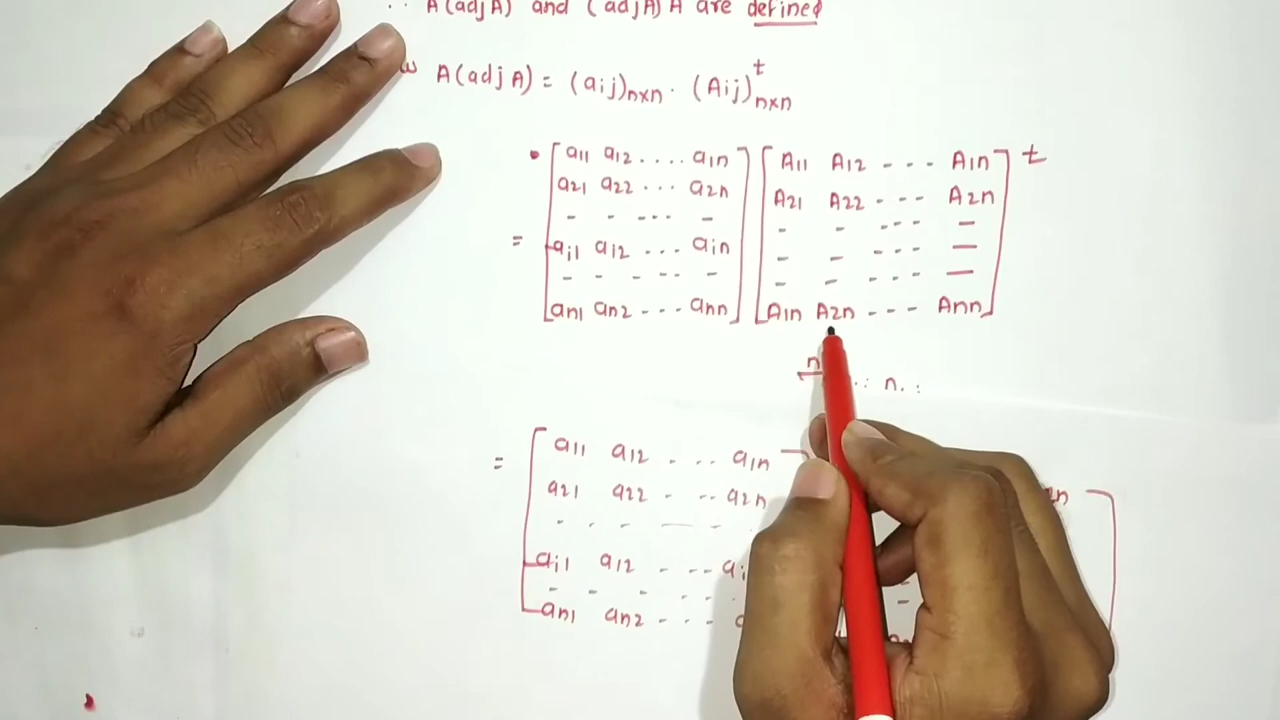 ∴ A(adj A) and (adj A) A are defined
A(adj A) = (aij)n×n · (Aij)^t n×n
= [a11 a12 .... a1n] [A11 A12 - - - A1n] t
a21 a22 ... a2n A21 A22 - - - A2n
- - --- - - - --- -
ai1 ai2 ... ain - - --- -
- - - -- - - - --- -
an1 an2 --- ann A1n A2n --- Ann
n
n. :
= [a11 a12 - .. a1n]
a21 a22 - -- a2n
- - - — -
ai1 ai2 - --
- - - --
an1 an2 - - -